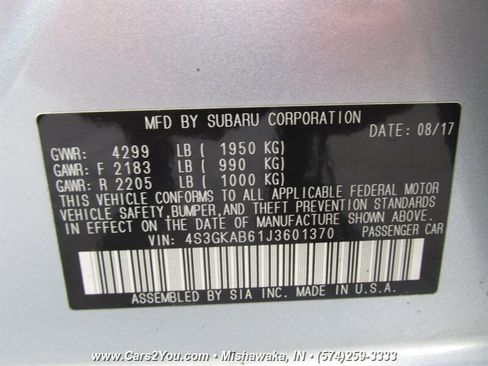 MFD BY SUBARU CORPORATION
DATE: 08/17
GVWR: 4299 LB ( 1950 KG)
GAWR: F 2183 LB ( 990 KG)
GAWR: R 2205 LB ( 1000 KG)
THIS VEHICLE CONFORMS TO ALL APPLICABLE FEDERAL MOTOR
VEHICLE SAFETY,BUMPER,AND THEFT PREVENTION STANDARDS
IN EFFECT ON THE DATE OF MANUFACTURE SHOWN ABOVE.
VIN: 4S3GKAB61J3601370 PASSENGER CAR
ASSEMBLED BY SIA INC. MADE IN U.S.A.
www.Cars2You.com - Mishawaka, IN - (574)259-3333